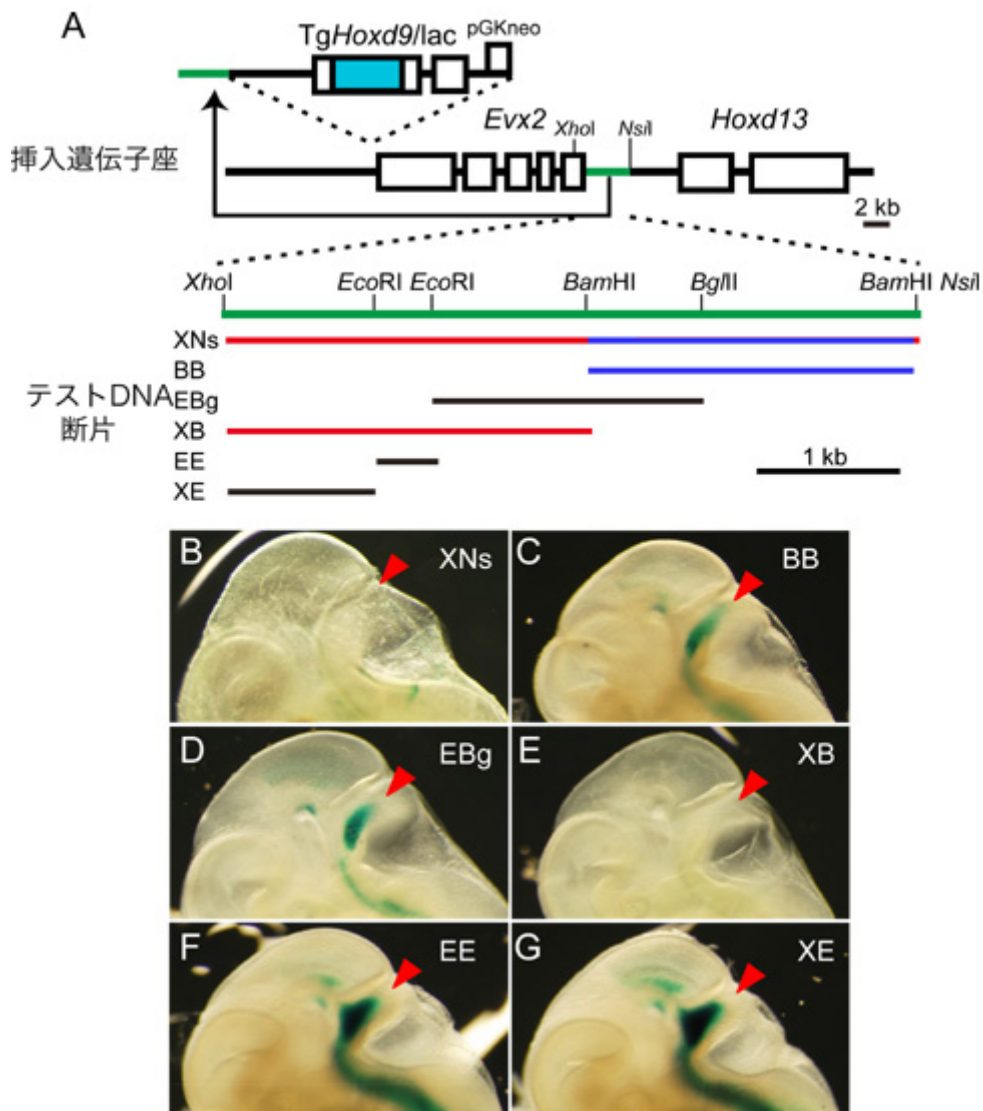 A
TgHoxd9/lac
pGKneo
Evx2
XhoI
NsiI
Hoxd13
挿入遺伝子座
2 kb
XhoI EcoRI EcoRI BamHI BglII BamHI NsiI
XNs
BB
テストDNA
断片
EBg
XB
EE
1 kb
XE
B XNs
C BB
D EBg
E XB
F EE
G XE